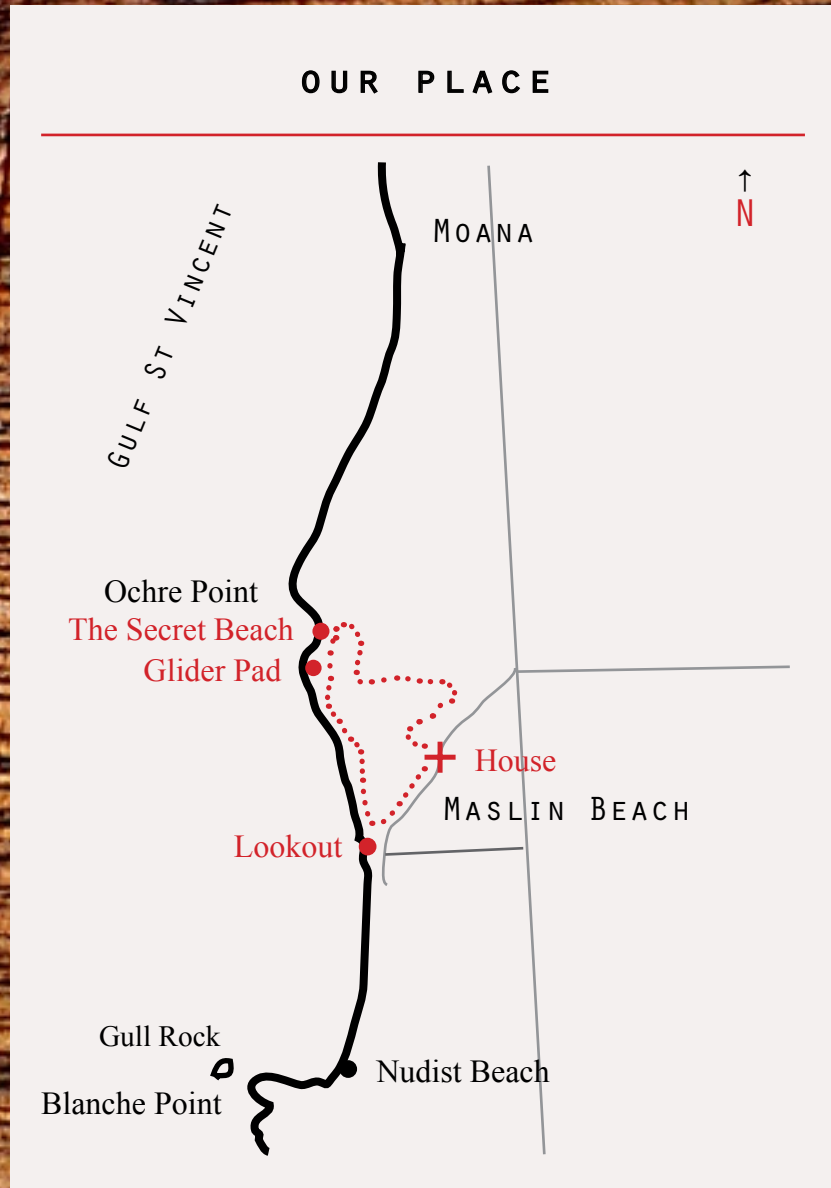 OUR PLACE
↑
N
MOANA
GULF ST VINCENT
Ochre Point
The Secret Beach
Glider Pad
House
MASLIN BEACH
Lookout
Gull Rock
Nudist Beach
Blanche Point